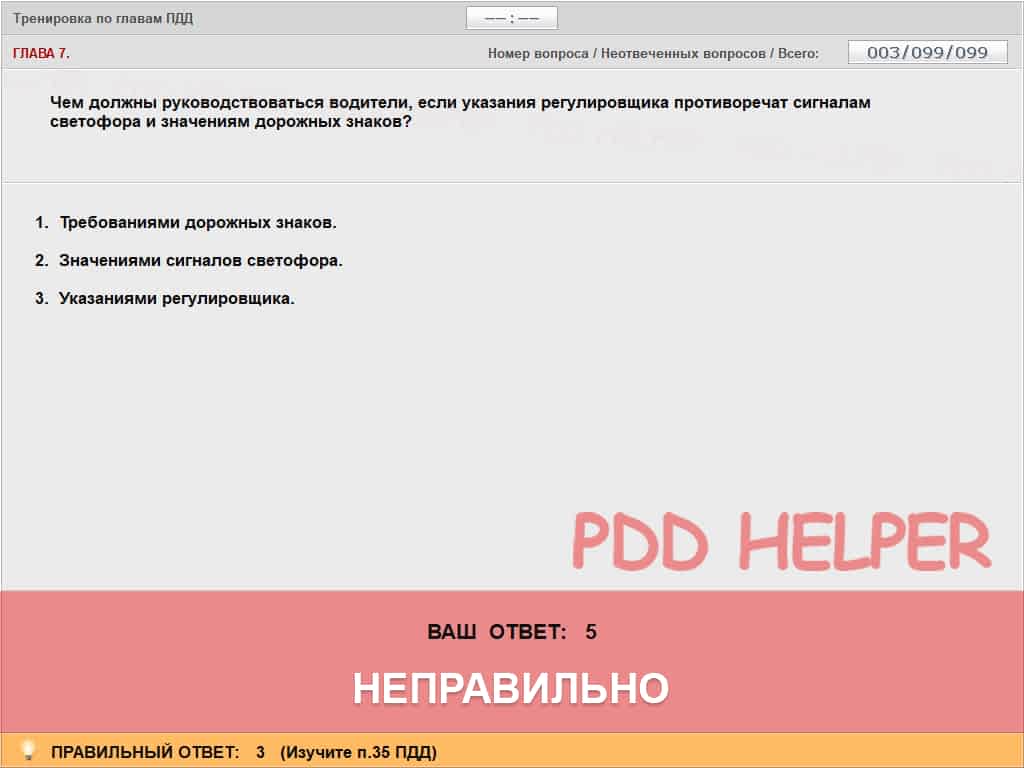 Тренировка по главам ПДД
–– : ––
ГЛАВА 7.
Номер вопроса / Неотвеченных вопросов / Всего:
003/099/099
Чем должны руководствоваться водители, если указания регулировщика противоречат сигналам
светофора и значениям дорожных знаков?
1. Требованиями дорожных знаков.
2. Значениями сигналов светофора.
3. Указаниями регулировщика.
PDD HELPER
ВАШ ОТВЕТ: 5
НЕПРАВИЛЬНО
ПРАВИЛЬНЫЙ ОТВЕТ: 3 (Изучите п.35 ПДД)